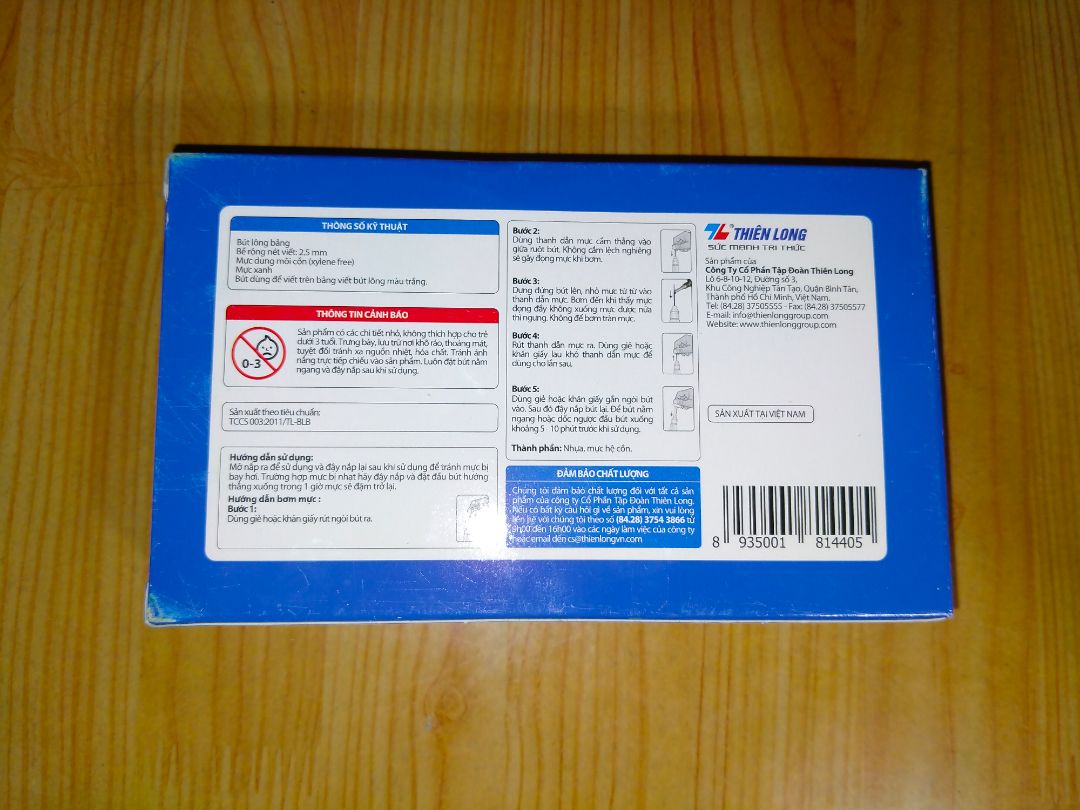 THÔNG SỐ KỸ THUẬT
Bút lông bảng
Bề rộng nét viết: 2.5 mm
Mực dung môi cồn (xylene free)
Mực xanh
Bút dùng để viết trên bảng viết bút lông màu trắng.
THÔNG TIN CẢNH BÁO
0-3
Sản phẩm có các chi tiết nhỏ, không thích hợp cho trẻ
dưới 3 tuổi. Trưng bày, lưu trữ nơi khô ráo, thoáng mát,
tuyệt đối tránh xa nguồn nhiệt, hóa chất. Tránh ánh
nắng trực tiếp chiếu vào sản phẩm. Luôn đặt bút nằm
ngang và đậy nắp sau khi sử dụng.
Sản xuất theo tiêu chuẩn:
TCCS 003:2011/TL-BLB
Hướng dẫn sử dụng:
Mở nắp ra để sử dụng và đậy nắp lại sau khi sử dụng để tránh mực bị
bay hơi. Trường hợp mực bị nhạt hãy đậy nắp và đặt đầu bút hướng
thẳng xuống trong 1 giờ mực sẽ đậm trở lại.
Hướng dẫn bơm mực :
Bước 1:
Dùng giẻ hoặc khăn giấy rút ngòi bút ra.
Bước 2:
Dùng thanh dẫn mực cắm thẳng vào
giữa ruột bút. Không cắm lệch nghiêng
sẽ gây đọng mực khi bơm.
Bước 3:
Dựng đứng bút lên, nhỏ mực từ từ vào
thanh dẫn mực. Bơm đến khi thấy mực
đọng đầy không xuống mực được nữa
thì ngưng. Không để bơm tràn mực.
Bước 4:
Rút thanh dẫn mực ra. Dùng giẻ hoặc
khăn giấy lau khô thanh dẫn mực để
dùng cho lần sau.
Bước 5:
Dùng giẻ hoặc khăn giấy gắn ngòi bút
vào. Sau đó đậy nắp bút lại. Để bút nằm
ngang hoặc dốc ngược đầu bút xuống
khoảng 5 - 10 phút trước khi sử dụng.
Thành phần: Nhựa, mực hệ cồn.
ĐẢM BẢO CHẤT LƯỢNG
Chúng tôi đảm bảo chất lượng đối với tất cả sản
phẩm của công ty Cổ Phần Tập Đoàn Thiên Long.
Nếu có bất kỳ câu hỏi gì về sản phẩm, xin vui lòng
liên hệ với chúng tôi theo số (84.28) 3754 3866 từ
9h00 đến 16h00 vào các ngày làm việc của công ty
hoặc email đến cs@thienlongvn.com
THIÊN LONG
SỨC MẠNH TRI THỨC
Sản phẩm của
Công Ty Cổ Phần Tập Đoàn Thiên Long
Lô 6-8-10-12, Đường số 3,
Khu Công Nghiệp Tân Tạo, Quận Bình Tân,
Thành phố Hồ Chí Minh, Việt Nam.
Tel: (84.28) 37505555 - Fax: (84.28) 37505577
E-mail: info@thienlonggroup.com
Website: www.thienlonggroup.com
SẢN XUẤT TẠI VIỆT NAM
8 935001 814405